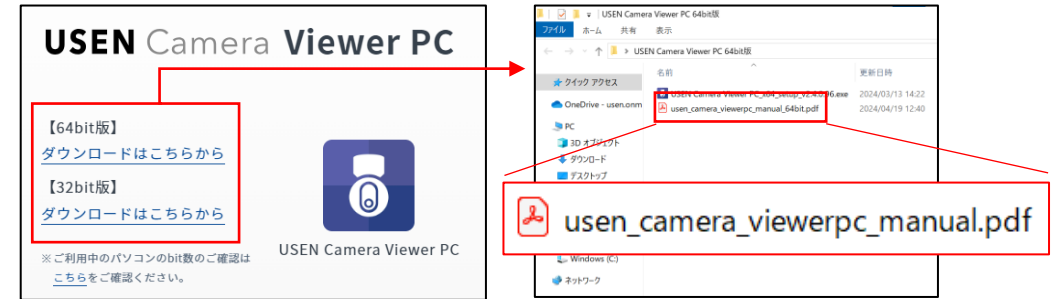 USEN Camera Viewer PC
【64bit版】
ダウンロードはこちらから
【32bit版】
ダウンロードはこちらから
※ご利用中のパソコンのbit数のご確認は
こちらをご確認ください。
USEN Camera Viewer PC
USEN Camera Viewer PC 64bit版
ファイル ホーム 共有 表示
USEN Camera Viewer PC 64bit版
名前 更新日時
クイック アクセス
USEN Camera Viewer PC_x64_setup_v2.4.0.96.exe 2024/03/13 14:22
OneDrive - usen.onm
usen_camera_viewerpc_manual_64bit.pdf 2024/04/19 12:40
PC
3D オブジェクト
ダウンロード
デスクトップ
usen_camera_viewerpc_manual.pdf
Windows (C:)
ネットワーク